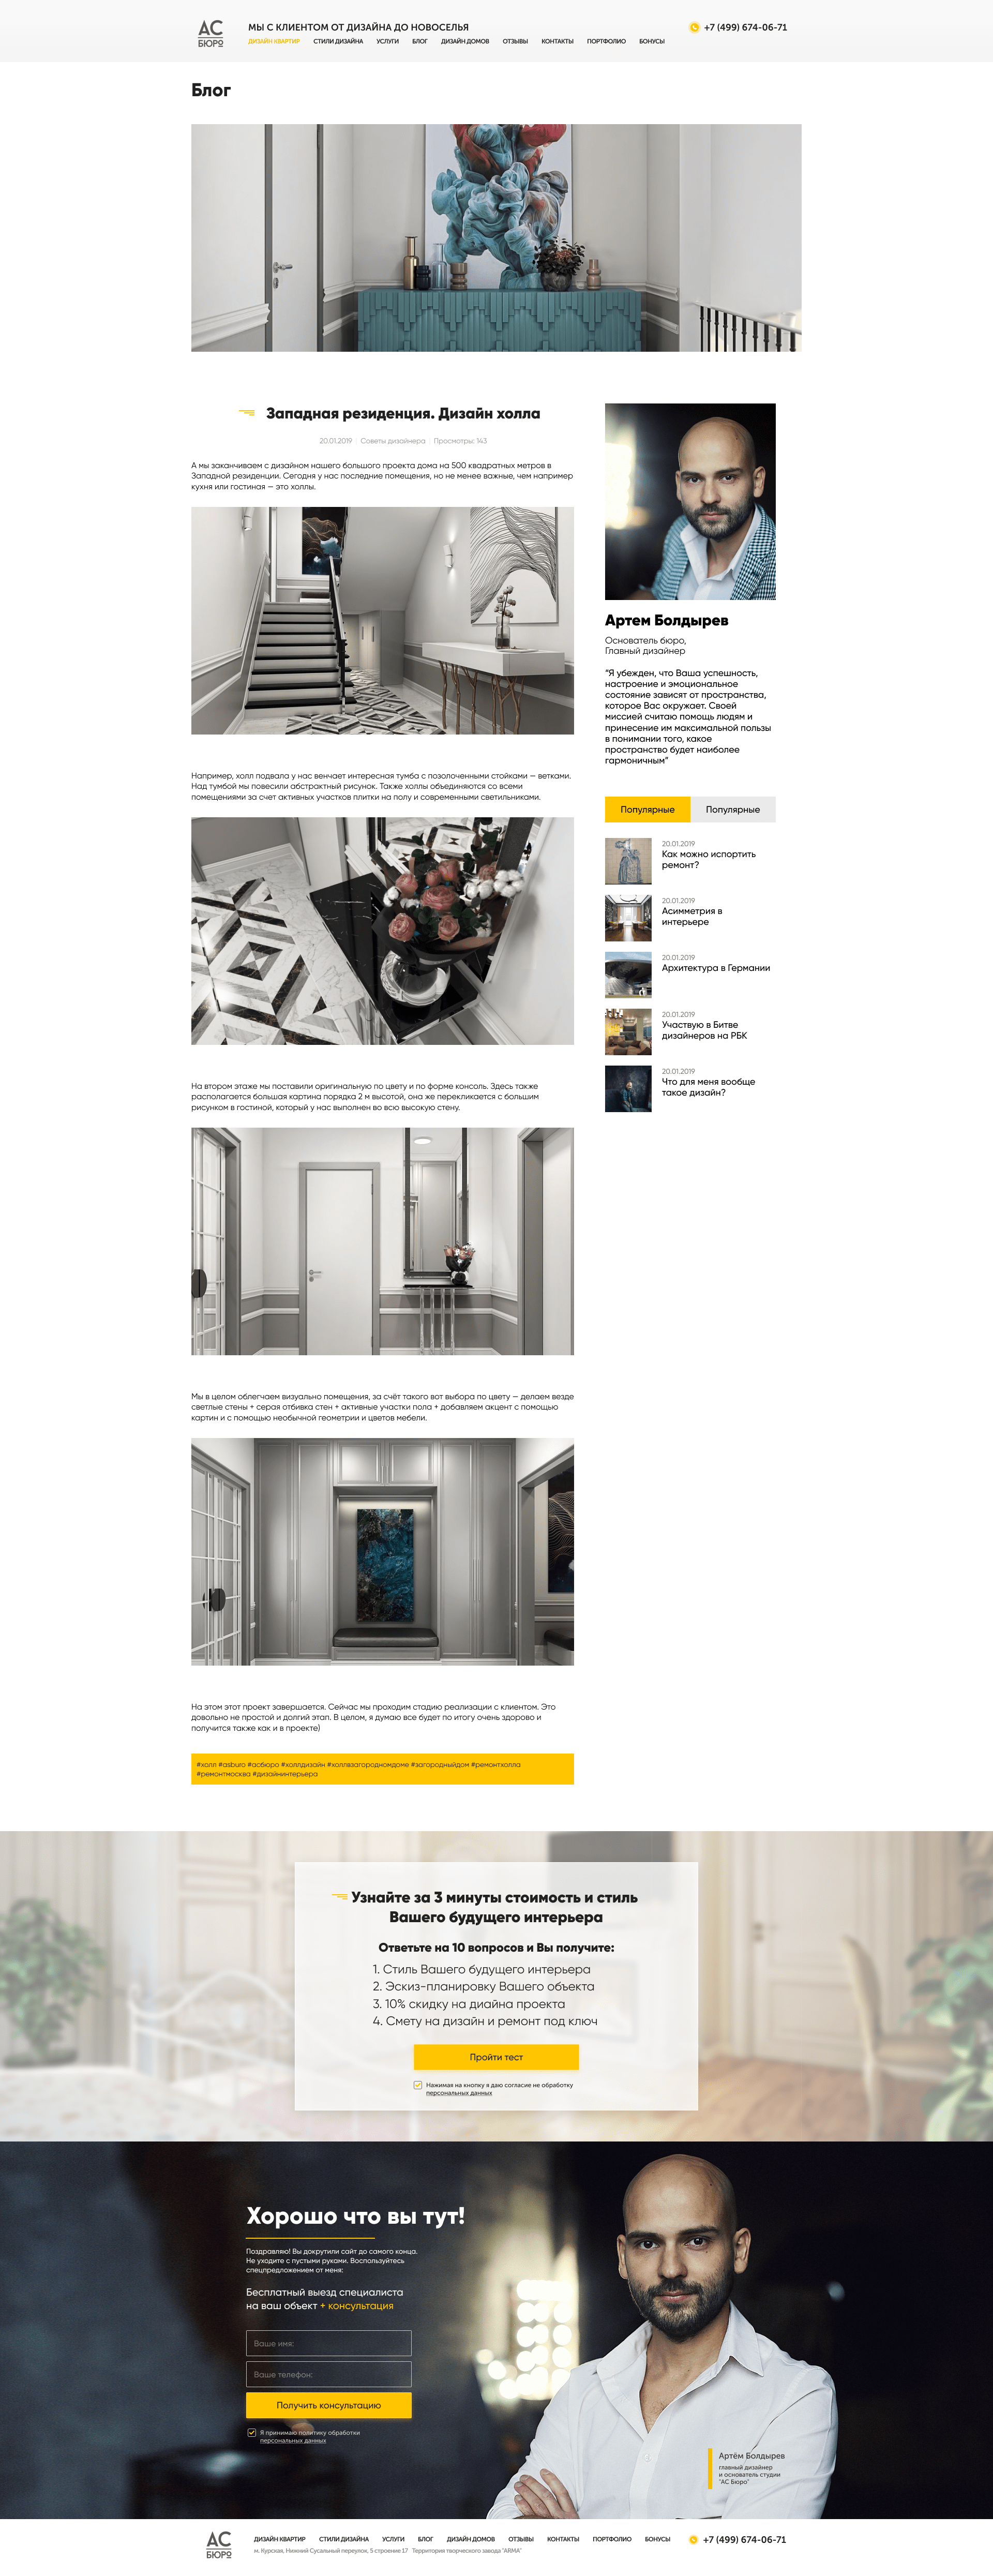 АС
БЮРО
МЫ С КЛИЕНТОМ ОТ ДИЗАЙНА ДО НОВОСЕЛЬЯ
+7 (499) 674-06-71
ДИЗАЙН КВАРТИР СТИЛИ ДИЗАЙНА УСЛУГИ БЛОГ ДИЗАЙН ДОМОВ ОТЗЫВЫ КОНТАКТЫ ПОРТФОЛИО БОНУСЫ
Блог
Западная резиденция. Дизайн холла
20.01.2019 | Советы дизайнера | Просмотры: 143
А мы заканчиваем с дизайном нашего большого проекта дома на 500 квадратных метров в
Западной резиденции. Сегодня у нас последние помещения, но не менее важные, чем например
кухня или гостиная — это холлы.
Например, холл подвала у нас венчает интересная тумба с позолоченными стойками — ветками.
Над тумбой мы повесили абстрактный рисунок. Также холлы объединяются со всеми
помещениями за счет активных участков плитки на полу и современными светильниками.
На втором этаже мы поставили оригинальную по цвету и по форме консоль. Здесь также
располагается большая картина порядка 2 м высотой, она же перекликается с большим
рисунком в гостиной, который у нас выполнен во всю высокую стену.
Мы в целом облегчаем визуально помещения, за счёт такого вот выбора по цвету — делаем везде
светлые стены + серая отбивка стен + активные участки пола + добавляем акцент с помощью
картин и с помощью необычной геометрии и цветов мебели.
На этом этот проект завершается. Сейчас мы проходим стадию реализации с клиентом. Это
довольно не простой и долгий этап. В целом, я думаю все будет по итогу очень здорово и
получится также как и в проекте)
#холл #asburo #асбюро #холлдизайн #холлвзагородномдоме #загородныйдом #ремонтхолла
#ремонтмосква #дизайнинтерьера
Артем Болдырев
Основатель бюро,
Главный дизайнер
“Я убежден, что Ваша успешность,
настроение и эмоциональное
состояние зависят от пространства,
которое Вас окружает. Своей
миссией считаю помощь людям и
принесение им максимальной пользы
в понимании того, какое
пространство будет наиболее
гармоничным”
Популярные Популярные
20.01.2019
Как можно испортить
ремонт?
20.01.2019
Асимметрия в
интерьере
20.01.2019
Архитектура в Германии
20.01.2019
Участвую в Битве
дизайнеров на РБК
20.01.2019
Что для меня вообще
такое дизайн?
Узнайте за 3 минуты стоимость и стиль
Вашего будущего интерьера
Ответьте на 10 вопросов и Вы получите:
1. Стиль Вашего будущего интерьера
2. Эскиз-планировку Вашего объекта
3. 10% скидку на диайна проекта
4. Смету на дизайн и ремонт под ключ
Пройти тест
Нажимая на кнопку я даю согласие не обработку
персональных данных
Хорошо что вы тут!
Поздравляю! Вы докрутили сайт до самого конца.
Не уходите с пустыми руками. Воспользуйтесь
спецпредложением от меня:
Бесплатный выезд специалиста
на ваш объект + консультация
Ваше имя:
Ваше телефон:
Получить консультацию
Я принимаю политику обработки
персональных данных
Артём Болдырев
главный дизайнер
и основатель студии
"АС Бюро"
АС
БЮРО
ДИЗАЙН КВАРТИР СТИЛИ ДИЗАЙНА УСЛУГИ БЛОГ ДИЗАЙН ДОМОВ ОТЗЫВЫ КОНТАКТЫ ПОРТФОЛИО БОНУСЫ
+7 (499) 674-06-71
м. Курская, Нижний Сусальный переулок, 5 строение 17 Территория творческого завода "ARMA"